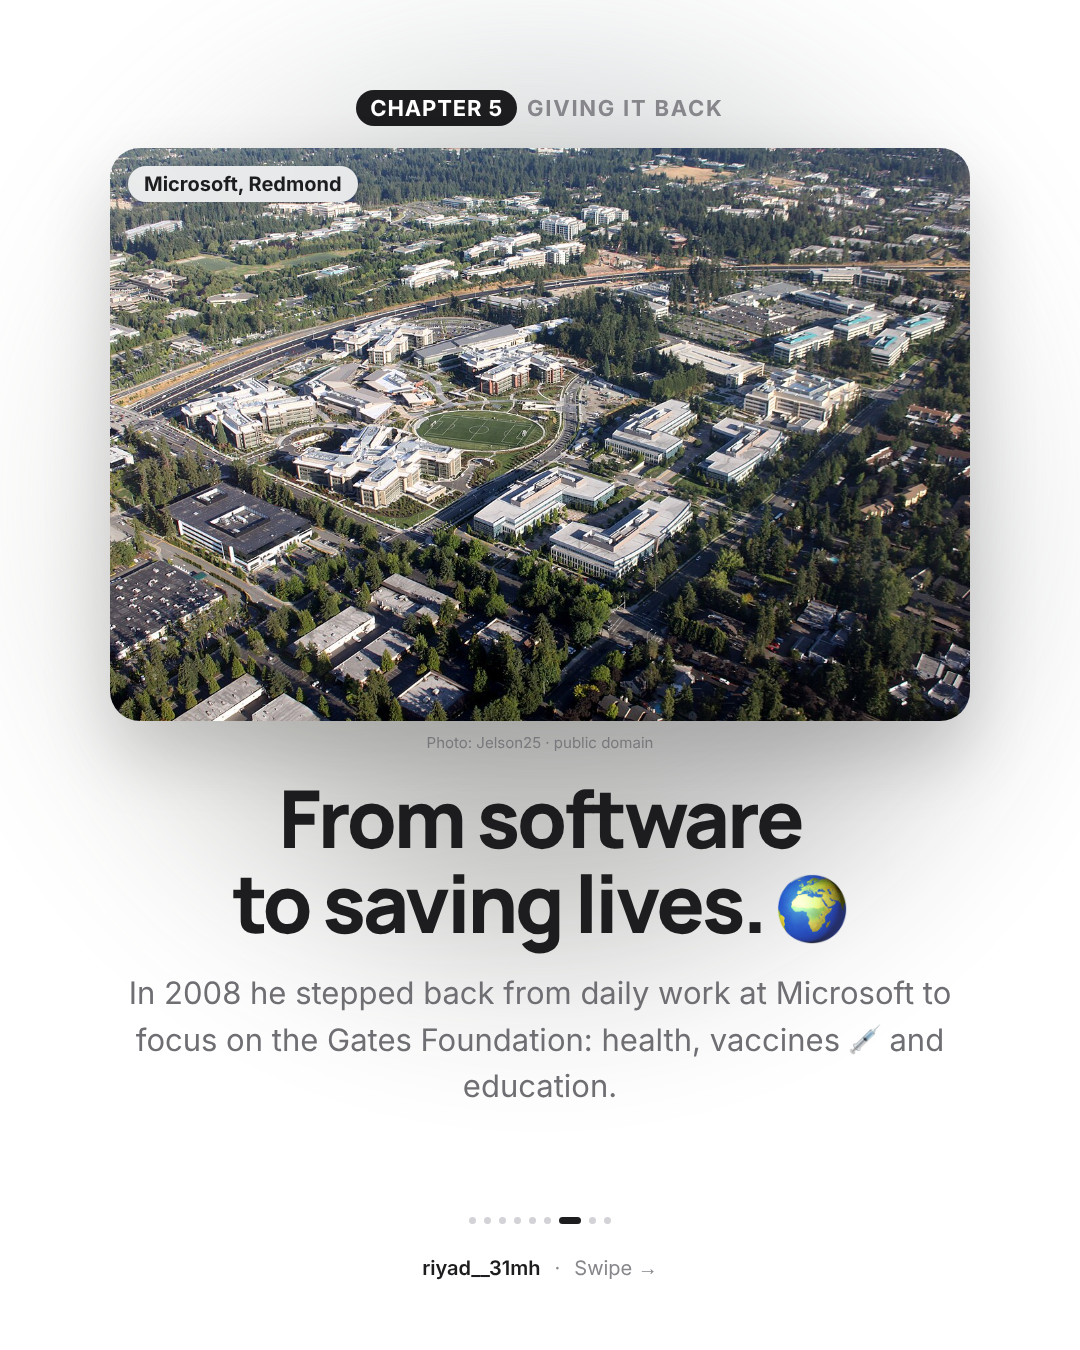 CHAPTER 5 GIVING IT BACK
Microsoft, Redmond
Photo: Jelson25 · public domain
From software
to saving lives. 🌍
In 2008 he stepped back from daily work at Microsoft to
focus on the Gates Foundation: health, vaccines 💉 and
education.
riyad__31mh · Swipe →